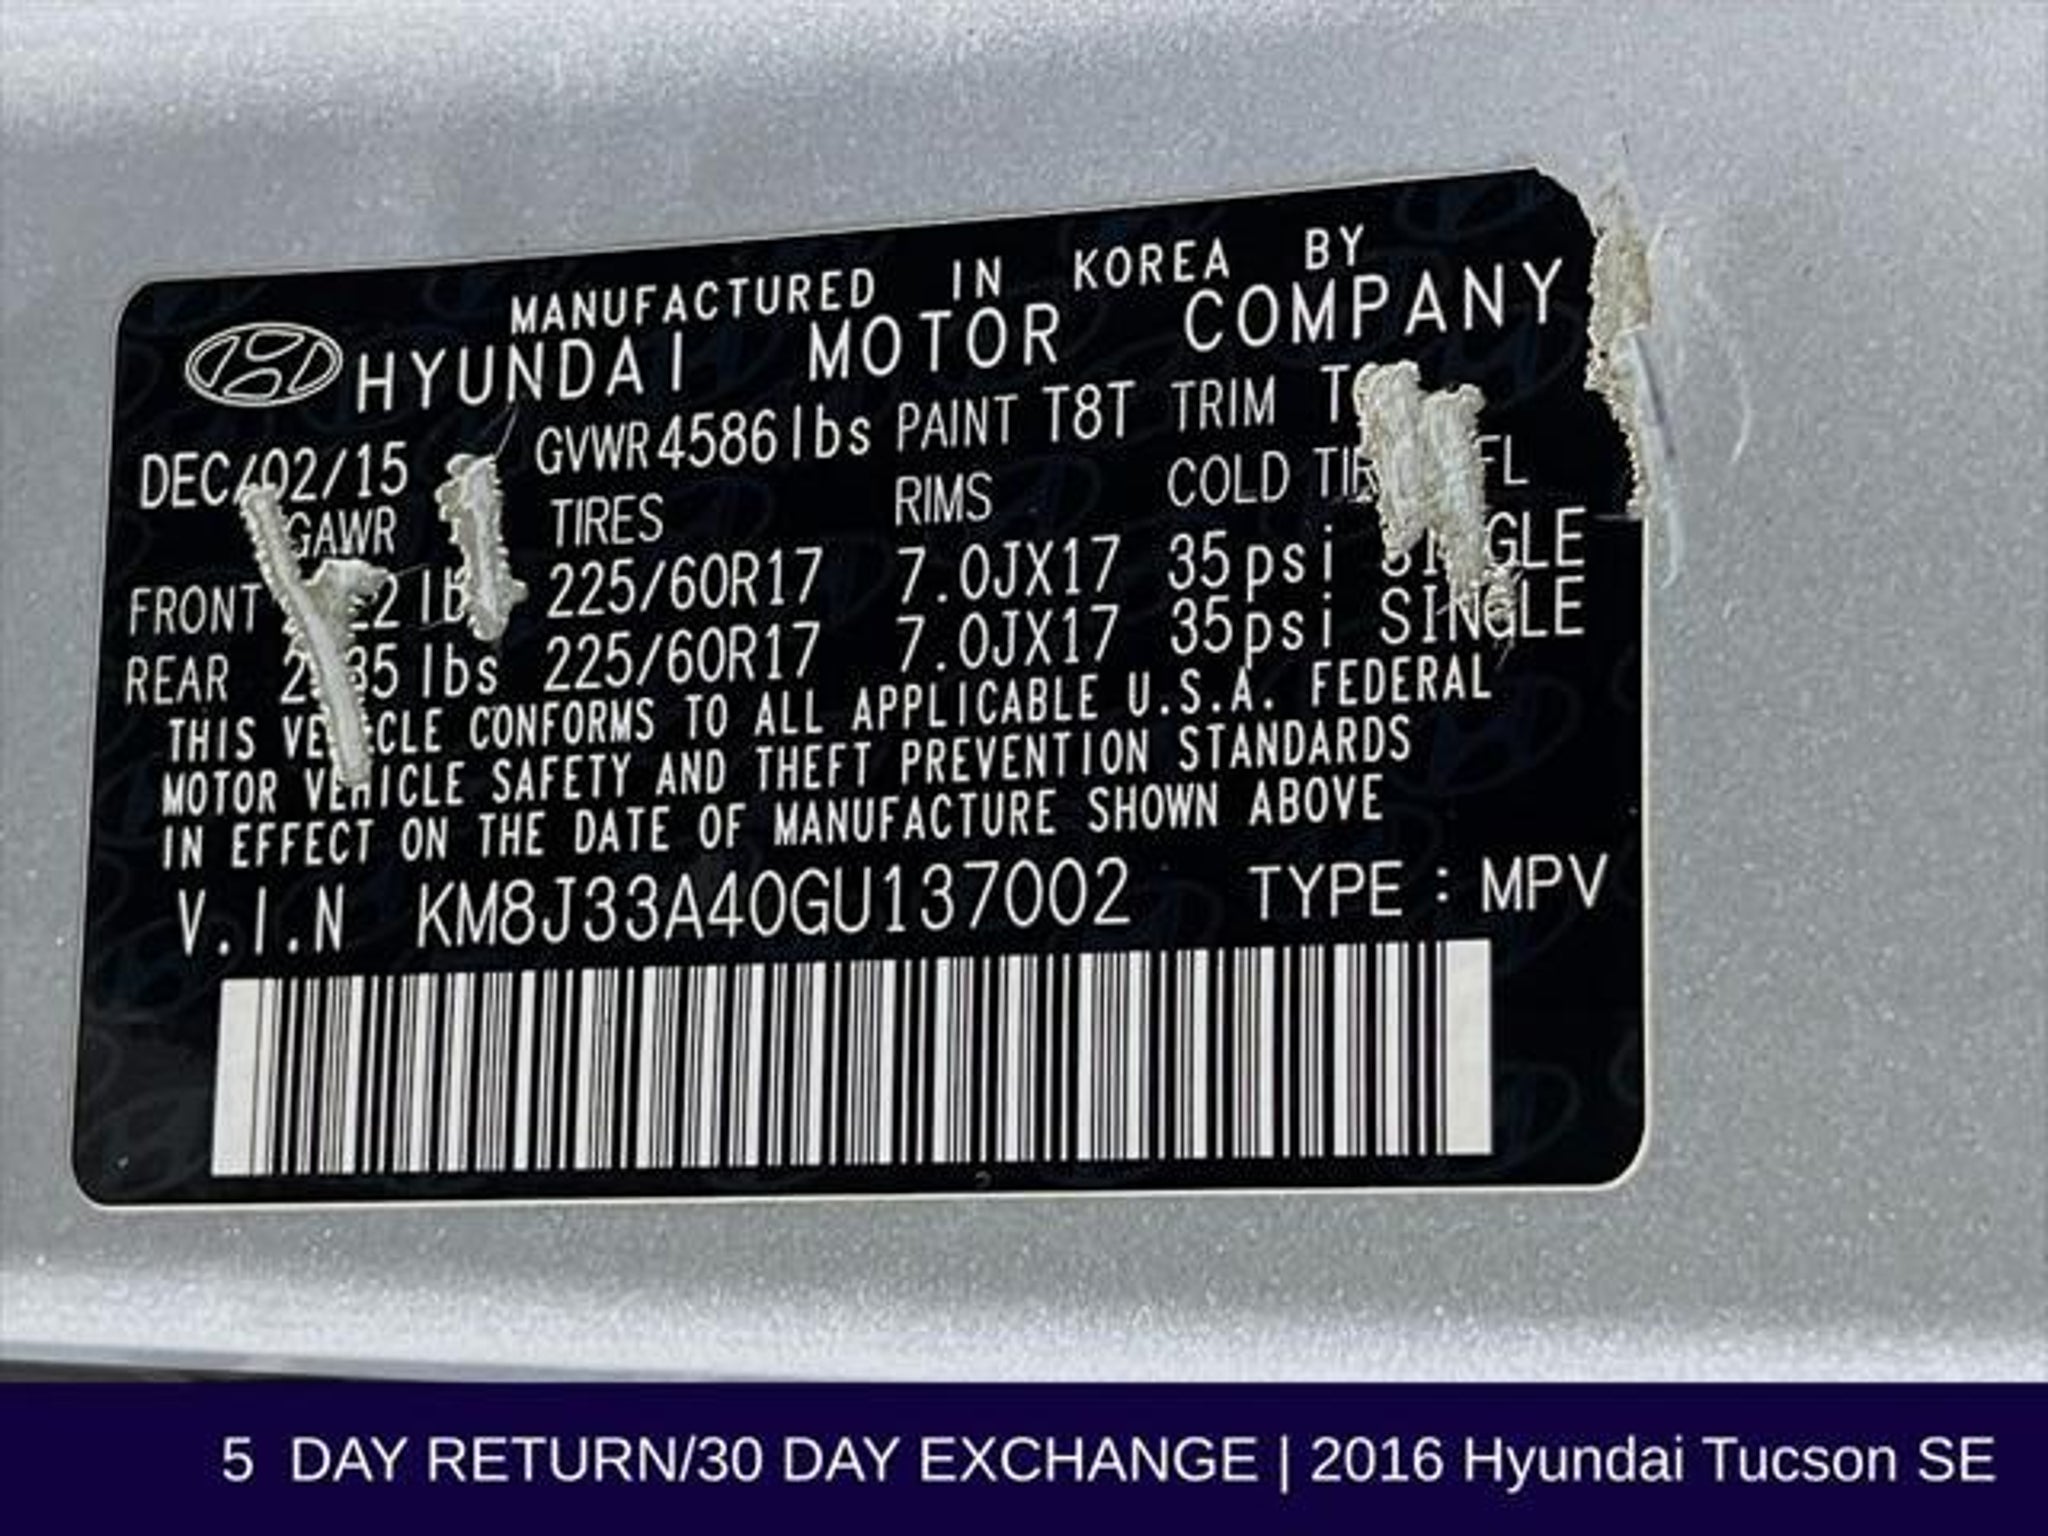 MANUFACTURED IN KOREA BY
HYUNDAI MOTOR COMPANY
DEC/02/15 GVWR 4586lbs PAINT T8T TRIM
GAWR TIRES RIMS COLD
FRONT 225/60R17 7.0JX17 35psi SINGLE
REAR lbs 225/60R17 7.0JX17 35psi SINGLE
THIS VEHICLE CONFORMS TO ALL APPLICABLE U.S.A. FEDERAL
MOTOR VEHICLE SAFETY AND THEFT PREVENTION STANDARDS
IN EFFECT ON THE DATE OF MANUFACTURE SHOWN ABOVE
V.I.N KM8J33A40GU137002 TYPE : MPV
5 DAY RETURN/30 DAY EXCHANGE | 2016 Hyundai Tucson SE